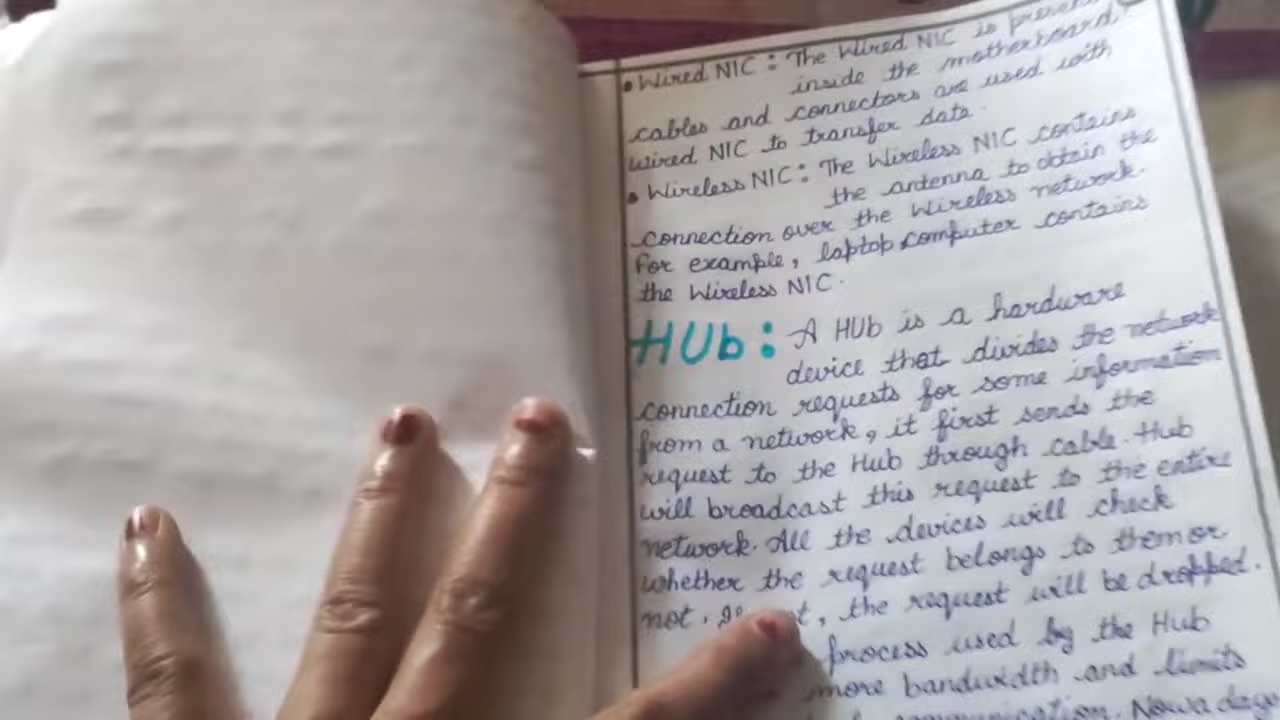 • Wired NIC : The Wired NIC is present
inside the motherboard,
cables and connectors are used with
wired NIC to transfer data.
• Wireless NIC : The Wireless NIC contains
the antenna to obtain the
connection over the Wireless network.
For example, laptop computer contains
the Wireless NIC.
HUb : A HUb is a hardware
device that divides the network
connection requests for some information
from a network, it first sends the
request to the Hub through cable. Hub
will broadcast this request to the entire
network. All the devices will check
whether the request belongs to them or
not. , the request will be dropped.
process used by the Hub
more bandwidth and limits
communication. Nowadays